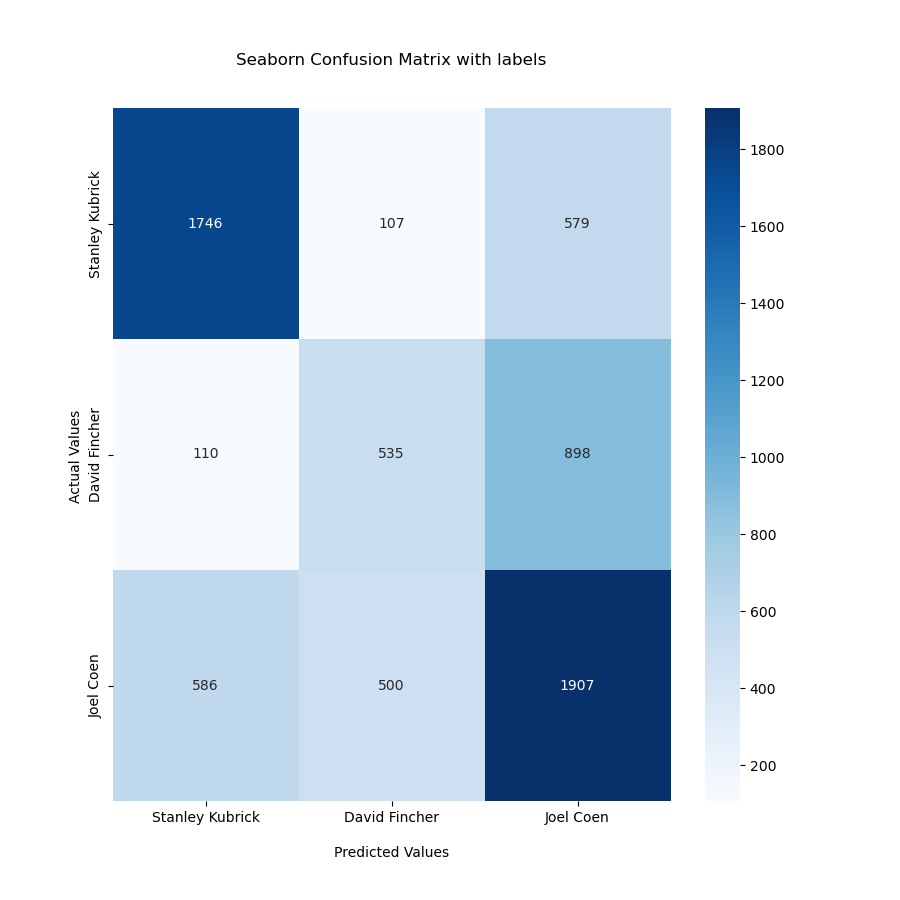 Seaborn Confusion Matrix with labels
Stanley Kubrick
1746
107
579
1800
1600
1400
1200
1000
800
600
400
200
Actual Values
David Fincher
110
535
898
Joel Coen
586
500
1907
Stanley Kubrick
David Fincher
Joel Coen
Predicted Values